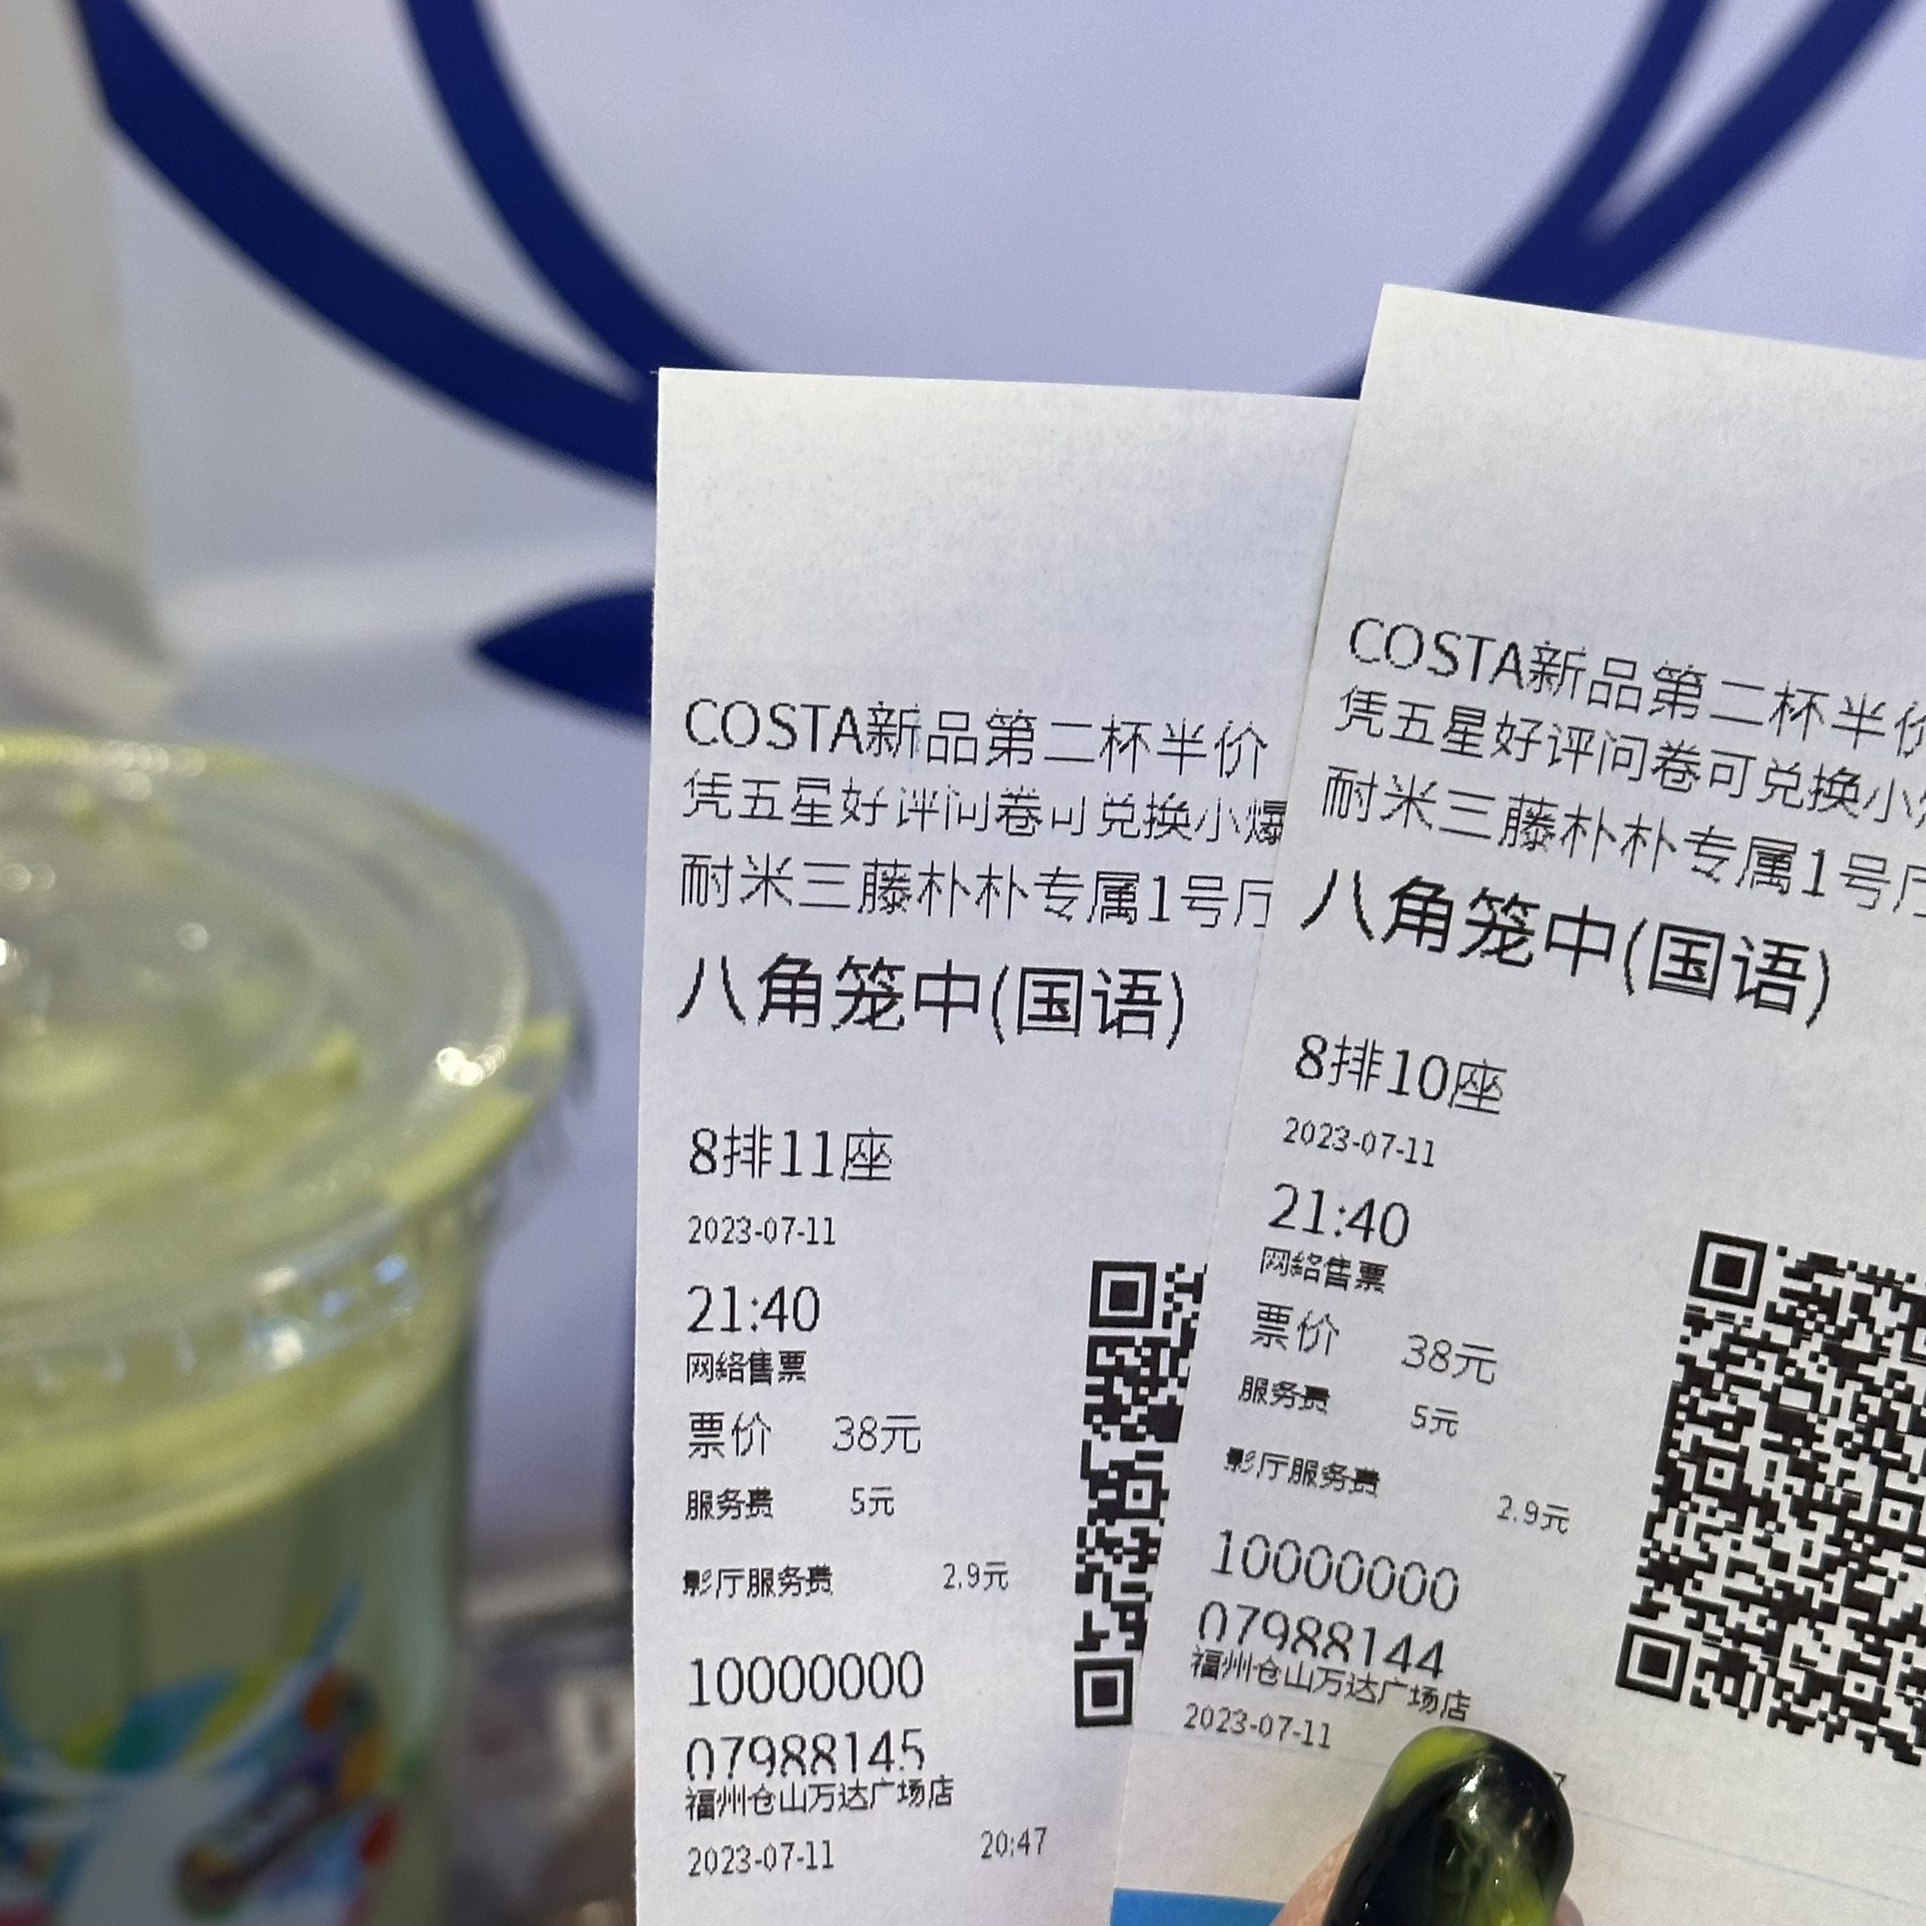 COSTA新品第二杯半价
凭五星好评问卷可兑换小爆
耐米三藤朴朴专属1号厅
八角笼中(国语)
8排11座
2023-07-11
21:40
网络售票
票价 38元
服务费 5元
影厅服务费 2.9元
10000000
07988145
福州仓山万达广场店
2023-07-11 20:47
COSTA新品第二杯半价
凭五星好评问卷可兑换小
耐米三藤朴朴专属1号厅
八角笼中(国语)
8排10座
2023-07-11
21:40
网络售票
票价 38元
服务费 5元
影厅服务费 2.9元
10000000
07988144
福州仓山万达广场店
2023-07-11